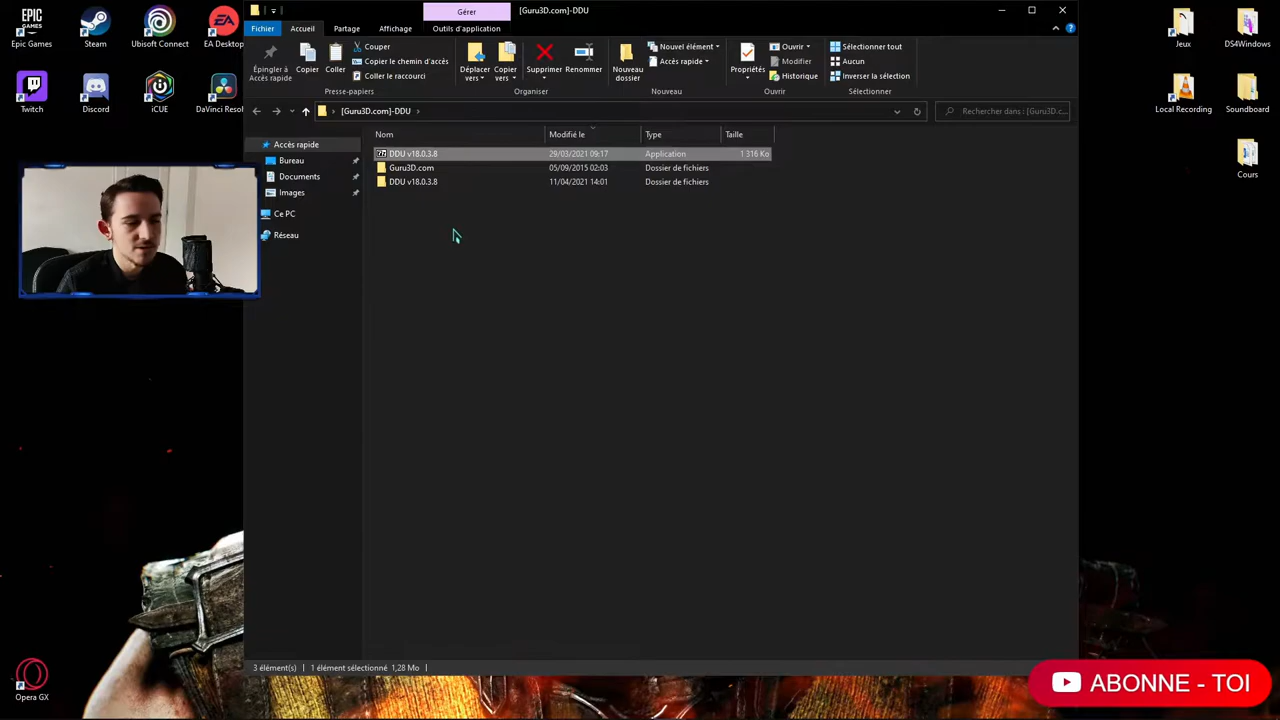 Epic Games
Steam
Ubisoft Connect
EA Desktop
Twitch
Discord
iCUE
DaVinci Resol
Opera GX
Gérer
[Guru3D.com]-DDU
Fichier
Accueil
Partage
Affichage
Outils d'application
Épingler à
Accès rapide
Copier
Coller
Couper
Copier le chemin d'accès
Coller le raccourci
Presse-papiers
Déplacer
vers
Copier
vers
Supprimer
Renommer
Organiser
Nouveau
dossier
Nouvel élément
Accès rapide
Nouveau
Propriétés
Ouvrir
Modifier
Historique
Ouvrir
Sélectionner tout
Aucun
Inverser la sélection
Sélectionner
[Guru3D.com]-DDU
Rechercher dans : [Guru3D.c...
Accès rapide
Bureau
Documents
Images
Ce PC
Réseau
Nom Modifié le Type Taille
DDU v18.0.3.8 29/03/2021 09:17 Application 1 316 Ko
Guru3D.com 05/09/2015 02:03 Dossier de fichiers
DDU v18.0.3.8 11/04/2021 14:01 Dossier de fichiers
3 élément(s) 1 élément sélectionné 1,28 Mo
Jeux
DS4Windows
Local Recording
Soundboard
Cours
ABONNE - TOI